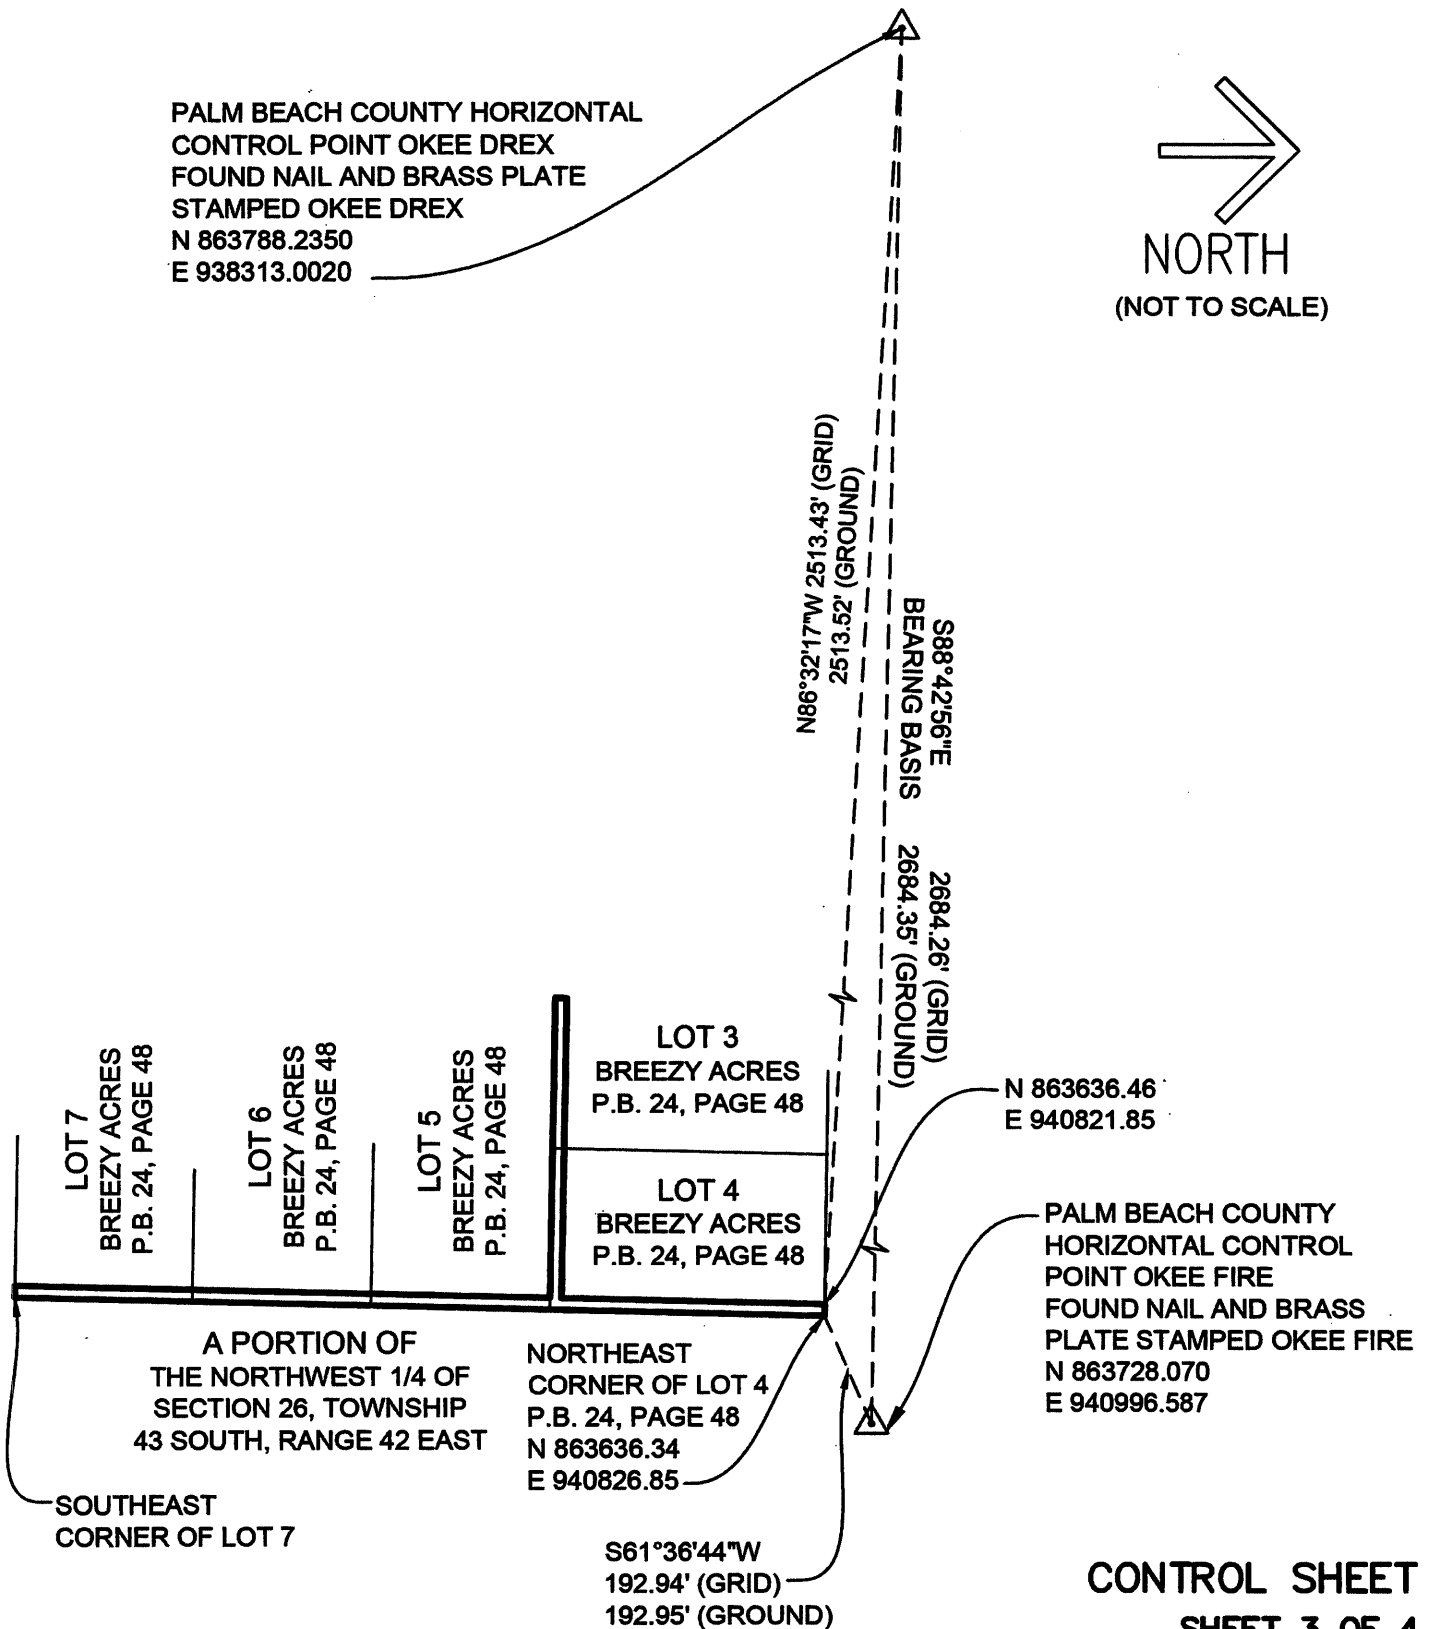 PALM BEACH COUNTY HORIZONTAL
CONTROL POINT OKEE DREX
FOUND NAIL AND BRASS PLATE
STAMPED OKEE DREX
N 863788.2350
E 938313.0020
NORTH
(NOT TO SCALE)
N86°32'17"W 2513.43' (GRID)
2513.52' (GROUND)
S88°42'56"E 2684.26' (GRID)
BEARING BASIS 2684.35' (GROUND)
LOT 7
BREEZY ACRES
P.B. 24, PAGE 48
LOT 6
BREEZY ACRES
P.B. 24, PAGE 48
LOT 5
BREEZY ACRES
P.B. 24, PAGE 48
LOT 3
BREEZY ACRES
P.B. 24, PAGE 48
LOT 4
BREEZY ACRES
P.B. 24, PAGE 48
N 863636.46
E 940821.85
PALM BEACH COUNTY
HORIZONTAL CONTROL
POINT OKEE FIRE
FOUND NAIL AND BRASS
PLATE STAMPED OKEE FIRE
N 863728.070
E 940996.587
A PORTION OF
THE NORTHWEST 1/4 OF
SECTION 26, TOWNSHIP
43 SOUTH, RANGE 42 EAST
NORTHEAST
CORNER OF LOT 4
P.B. 24, PAGE 48
N 863636.34
E 940826.85
SOUTHEAST
CORNER OF LOT 7
S61°36'44"W
192.94' (GRID)
192.95' (GROUND)
CONTROL SHEET
SHEET 3 OF 4